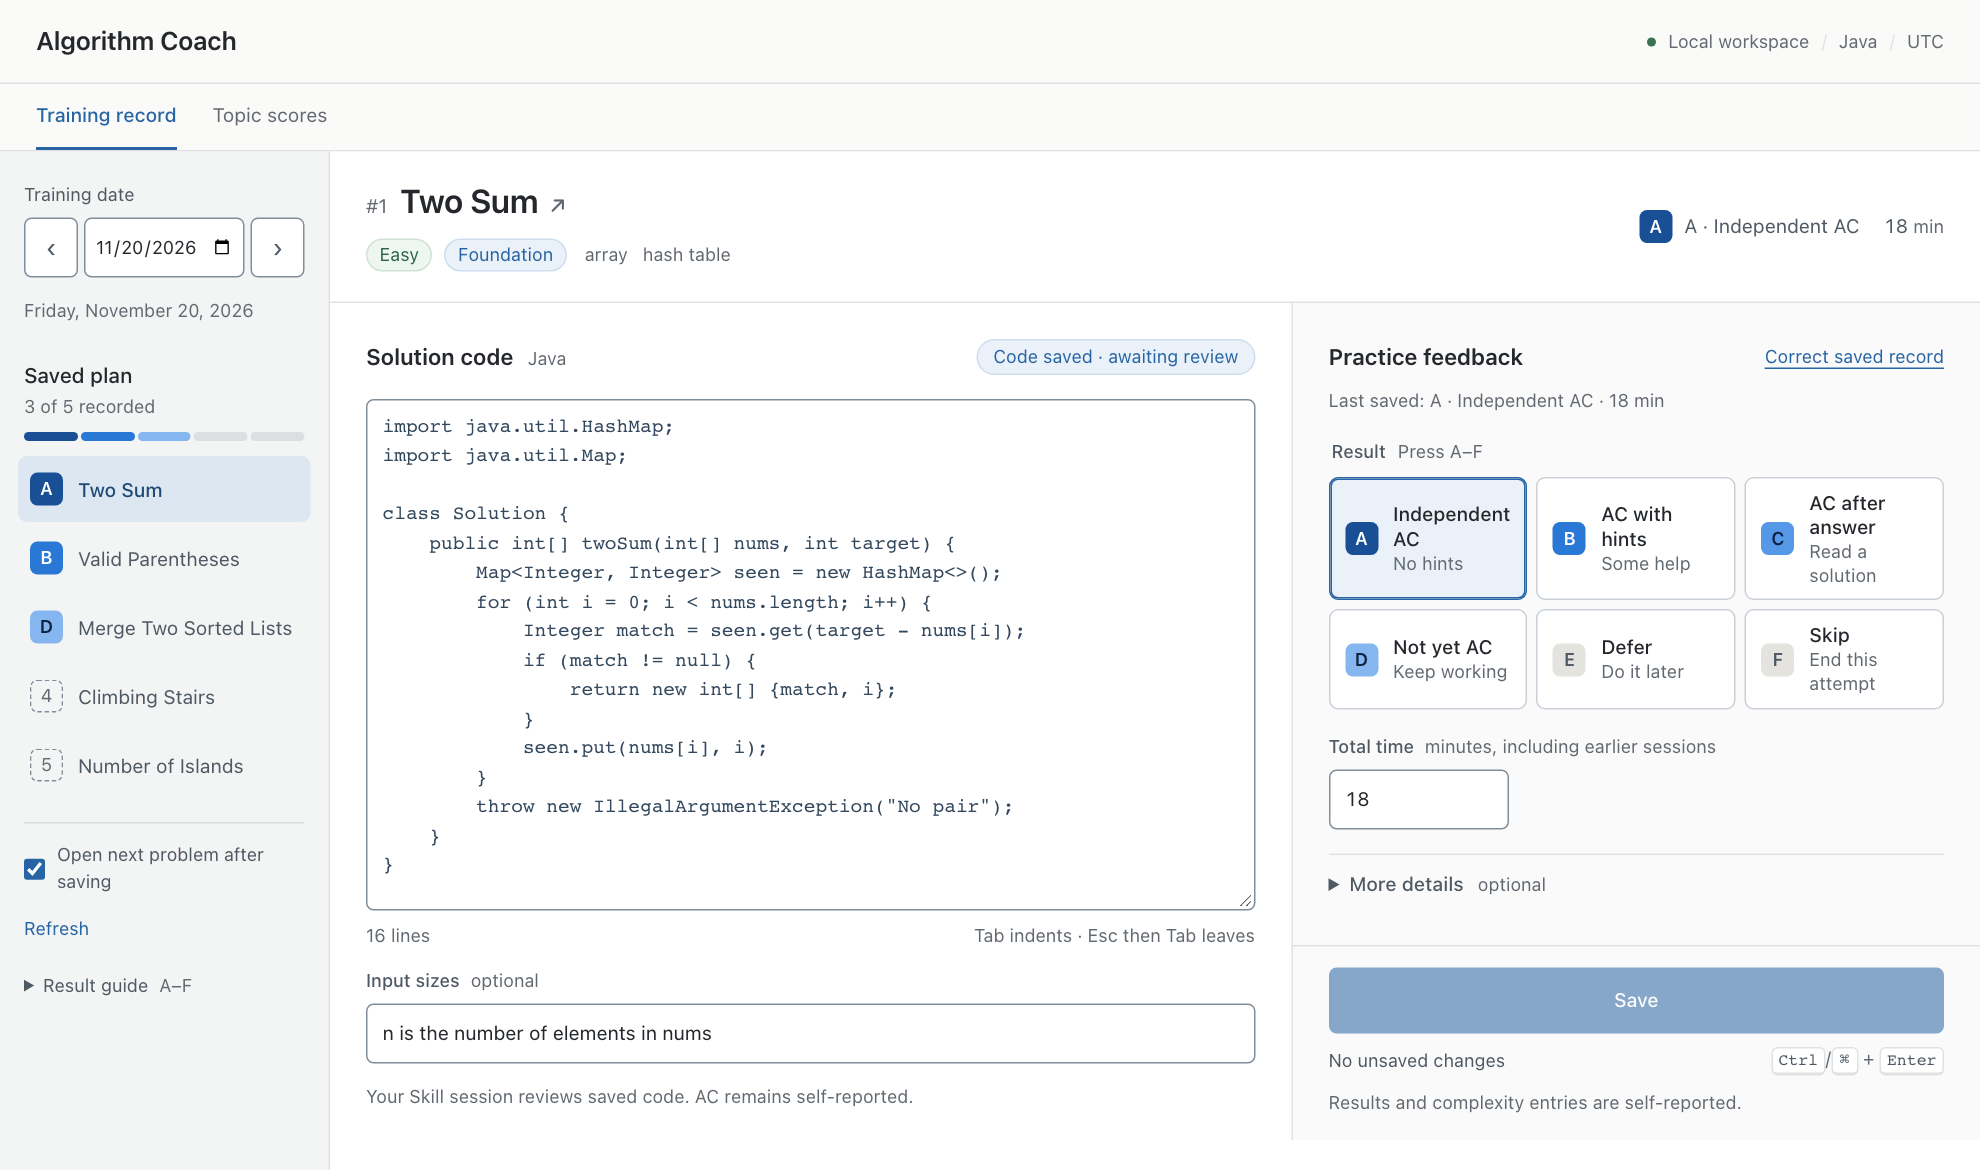 Algorithm Coach
Local workspace / Java / UTC
Training record
Topic scores
Training date
‹
11/20/2026
›
Friday, November 20, 2026
Saved plan
3 of 5 recorded
A Two Sum
B Valid Parentheses
D Merge Two Sorted Lists
4 Climbing Stairs
5 Number of Islands
Open next problem after
saving
Refresh
Result guide A–F
#1 Two Sum ↗
Easy Foundation array hash table
A A · Independent AC 18 min
Solution code Java
Code saved · awaiting review
import java.util.HashMap;
import java.util.Map;

class Solution {
    public int[] twoSum(int[] nums, int target) {
        Map<Integer, Integer> seen = new HashMap<>();
        for (int i = 0; i < nums.length; i++) {
            Integer match = seen.get(target - nums[i]);
            if (match != null) {
                return new int[] {match, i};
            }
            seen.put(nums[i], i);
        }
        throw new IllegalArgumentException("No pair");
    }
}
16 lines
Tab indents · Esc then Tab leaves
Input sizes optional
n is the number of elements in nums
Your Skill session reviews saved code. AC remains self-reported.
Practice feedback
Correct saved record
Last saved: A · Independent AC · 18 min
Result Press A–F
A
Independent
AC
No hints
B
AC with
hints
Some help
C
AC after
answer
Read a
solution
D
Not yet AC
Keep working
E
Defer
Do it later
F
Skip
End this
attempt
Total time minutes, including earlier sessions
18
More details optional
Save
No unsaved changes
Ctrl/⌘ + Enter
Results and complexity entries are self-reported.